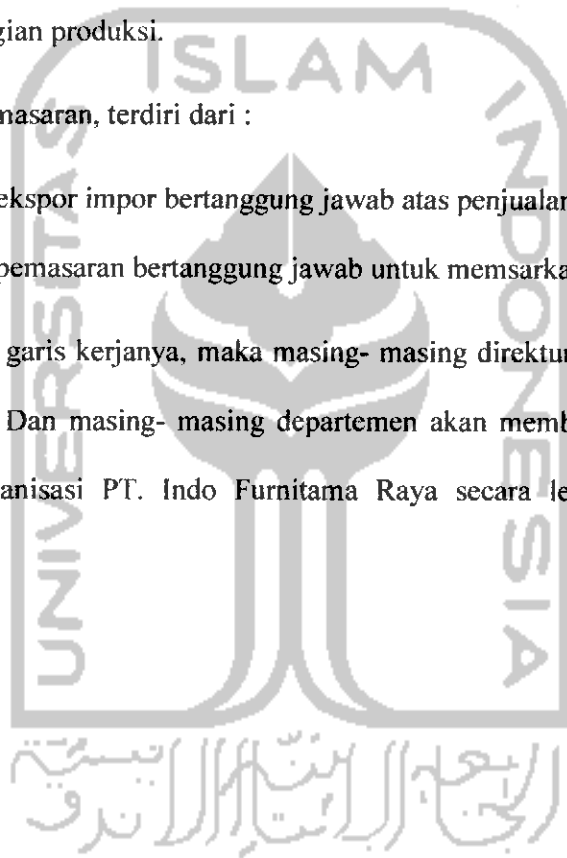 gian produksi.
nasaran, terdiri dari :
ekspor impor bertanggung jawab atas penjualan
pemasaran bertanggung jawab untuk memsarka
garis kerjanya, maka masing- masing direktur
Dan masing- masing departemen akan memb
anisasi PT. Indo Furnitama Raya secara le
UNIVERSITAS
ISLAM
INDONESIA